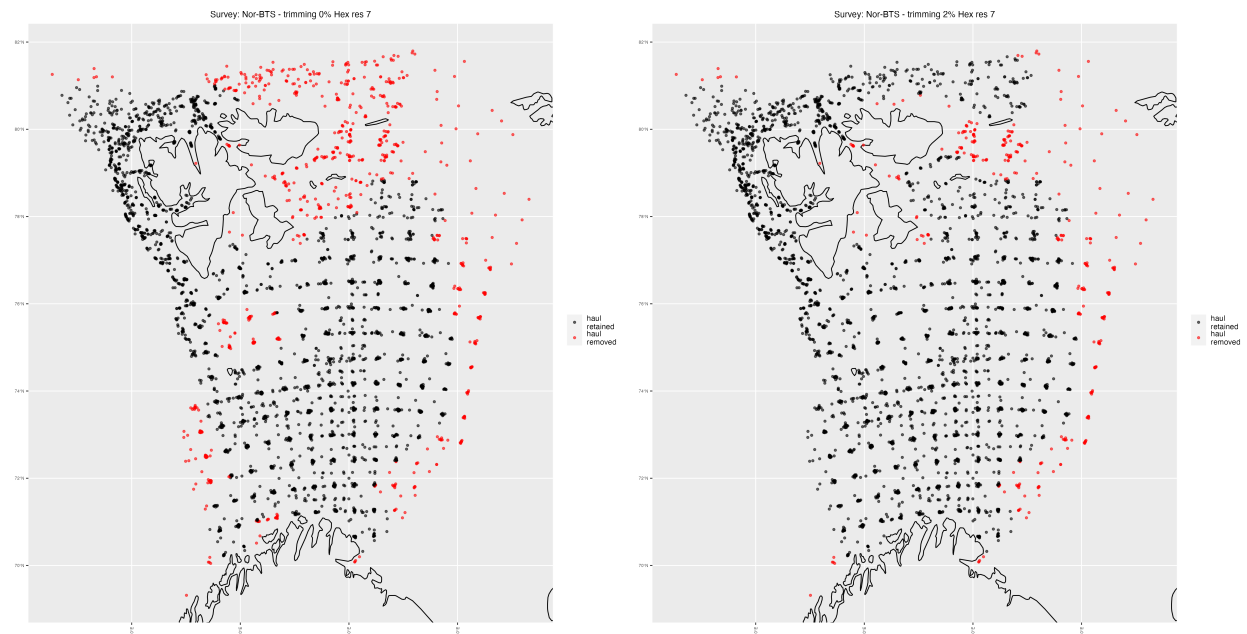 Survey: Nor-BTS - trimming 0% Hex res 7
82°N
80°N
78°N
76°N
74°N
72°N
70°N
haul
retained
haul
removed
Survey: Nor-BTS - trimming 2% Hex res 7
82°N
80°N
78°N
76°N
74°N
72°N
70°N
haul
retained
haul
removed